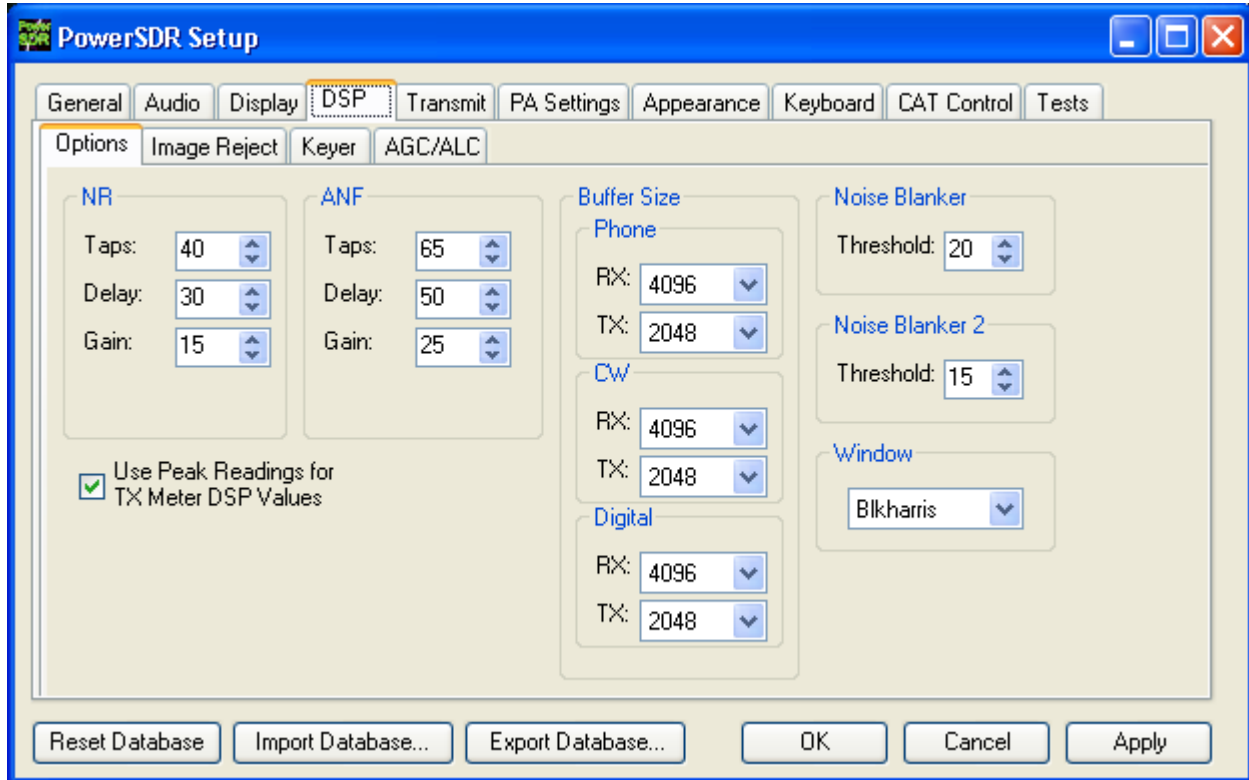 Power SDR
PowerSDR Setup
General Audio Display DSP Transmit PA Settings Appearance Keyboard CAT Control Tests
Options Image Reject Keyer AGC/ALC
NR
Taps: 40
Delay: 30
Gain: 15
ANF
Taps: 65
Delay: 50
Gain: 25
Use Peak Readings for
TX Meter DSP Values
Buffer Size
Phone
RX: 4096
TX: 2048
CW
RX: 4096
TX: 2048
Digital
RX: 4096
TX: 2048
Noise Blanker
Threshold: 20
Noise Blanker 2
Threshold: 15
Window
Blkharris
Reset Database Import Database... Export Database... OK Cancel Apply